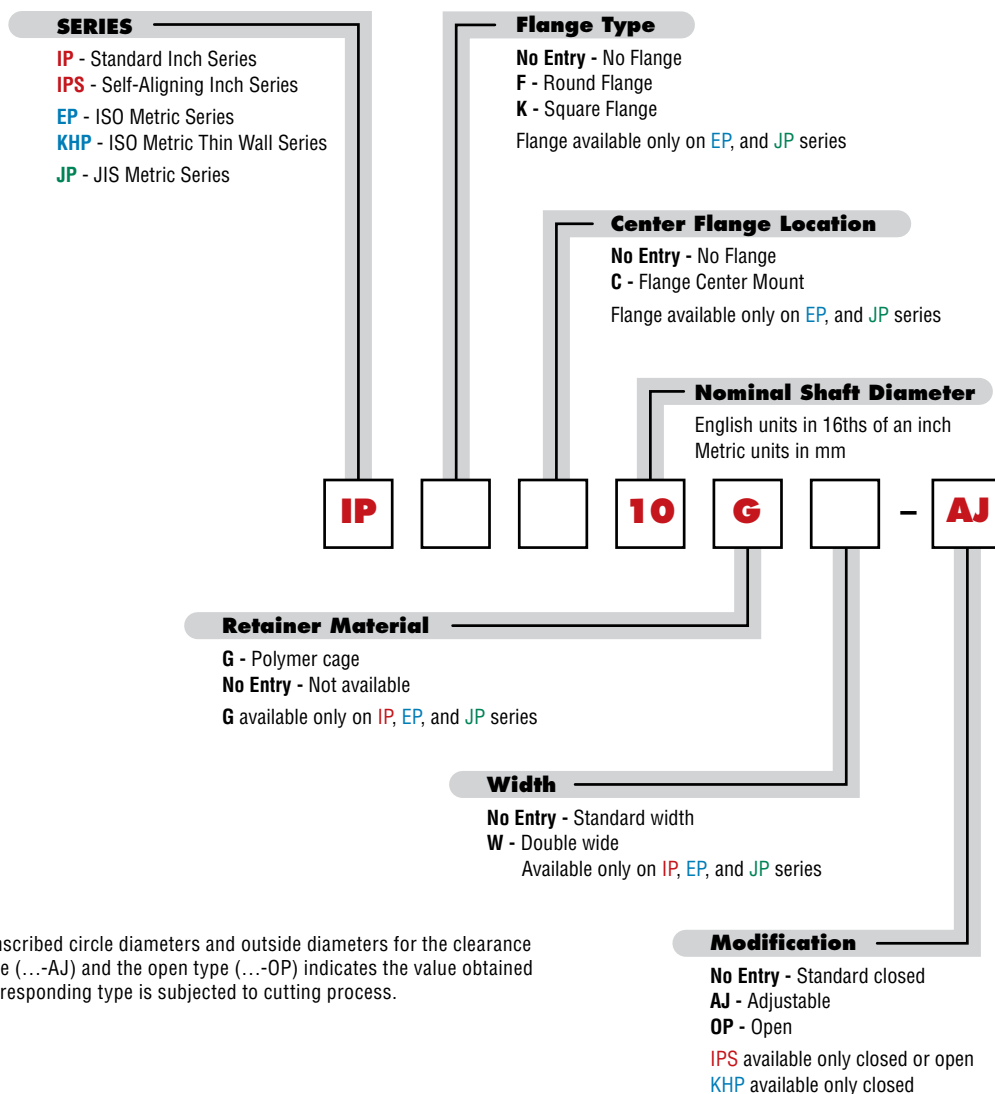 SERIES
IP - Standard Inch Series
IPS - Self-Aligning Inch Series
EP - ISO Metric Series
KHP - ISO Metric Thin Wall Series
JP - JIS Metric Series
Flange Type
No Entry - No Flange
F - Round Flange
K - Square Flange
Flange available only on EP, and JP series
Center Flange Location
No Entry - No Flange
C - Flange Center Mount
Flange available only on EP, and JP series
Nominal Shaft Diameter
English units in 16ths of an inch
Metric units in mm
IP 10 G – AJ
Retainer Material
G - Polymer cage
No Entry - Not available
G available only on IP, EP, and JP series
Width
No Entry - Standard width
W - Double wide
Available only on IP, EP, and JP series
nscribed circle diameters and outside diameters for the clearance
e (...-AJ) and the open type (...-OP) indicates the value obtained
responding type is subjected to cutting process.
Modification
No Entry - Standard closed
AJ - Adjustable
OP - Open
IPS available only closed or open
KHP available only closed